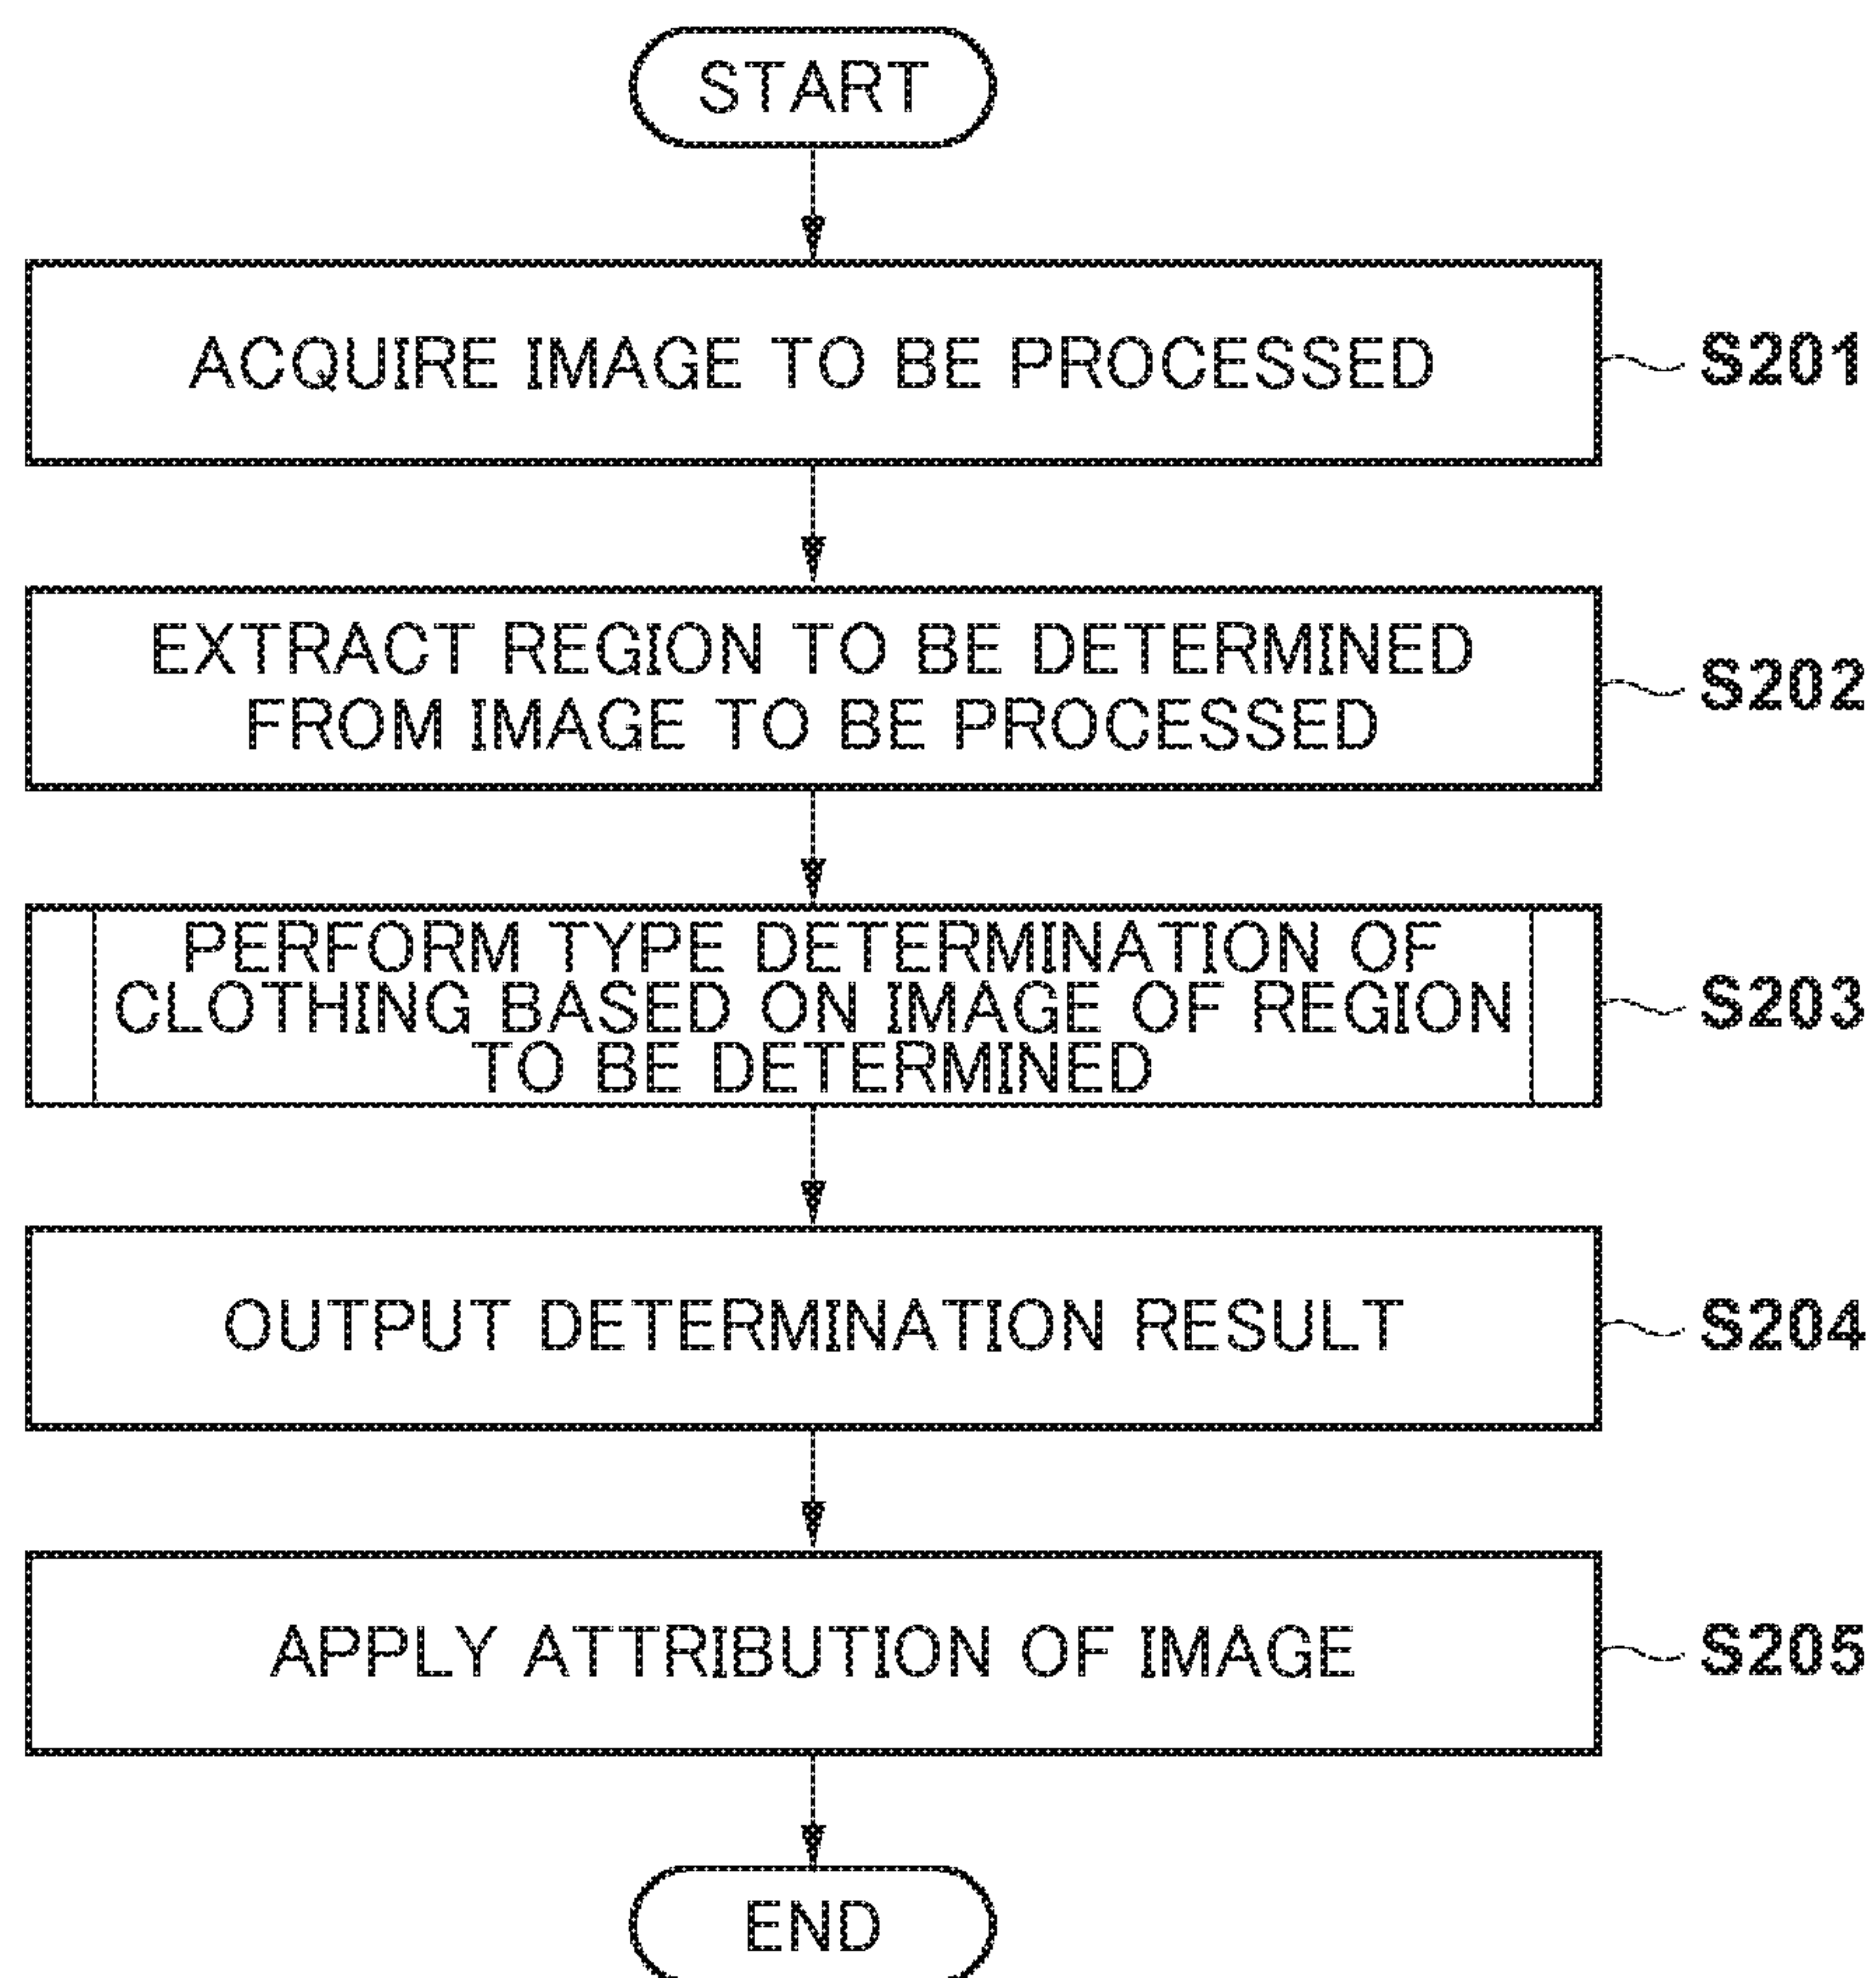 START
ACQUIRE IMAGE TO BE PROCESSED
S201
EXTRACT REGION TO BE DETERMINED
FROM IMAGE TO BE PROCESSED
S202
PERFORM TYPE DETERMINATION OF
CLOTHING BASED ON IMAGE OF REGION
TO BE DETERMINED
S203
OUTPUT DETERMINATION RESULT
S204
APPLY ATTRIBUTION OF IMAGE
S205
END